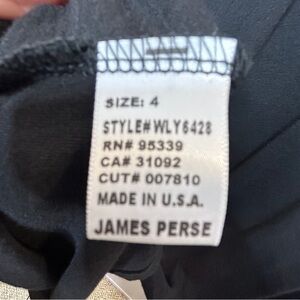 SIZE: 4
STYLE# WLY6428
RN# 95339
CA# 31092
CUT# 007810
MADE IN U.S.A.
JAMES PERSE